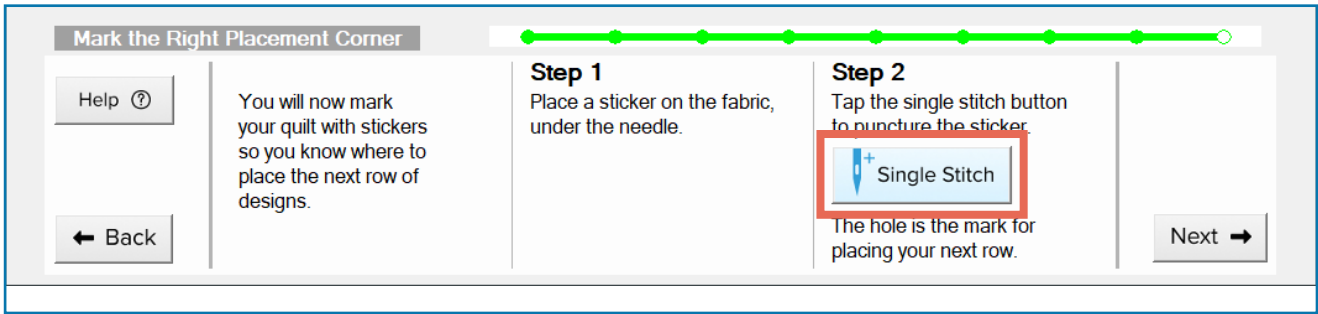 Mark the Right Placement Corner
Help ?
← Back
You will now mark
your quilt with stickers
so you know where to
place the next row of
designs.
Step 1
Place a sticker on the fabric,
under the needle.
Step 2
Tap the single stitch button
to puncture the sticker.
Single Stitch
The hole is the mark for
placing your next row.
Next →